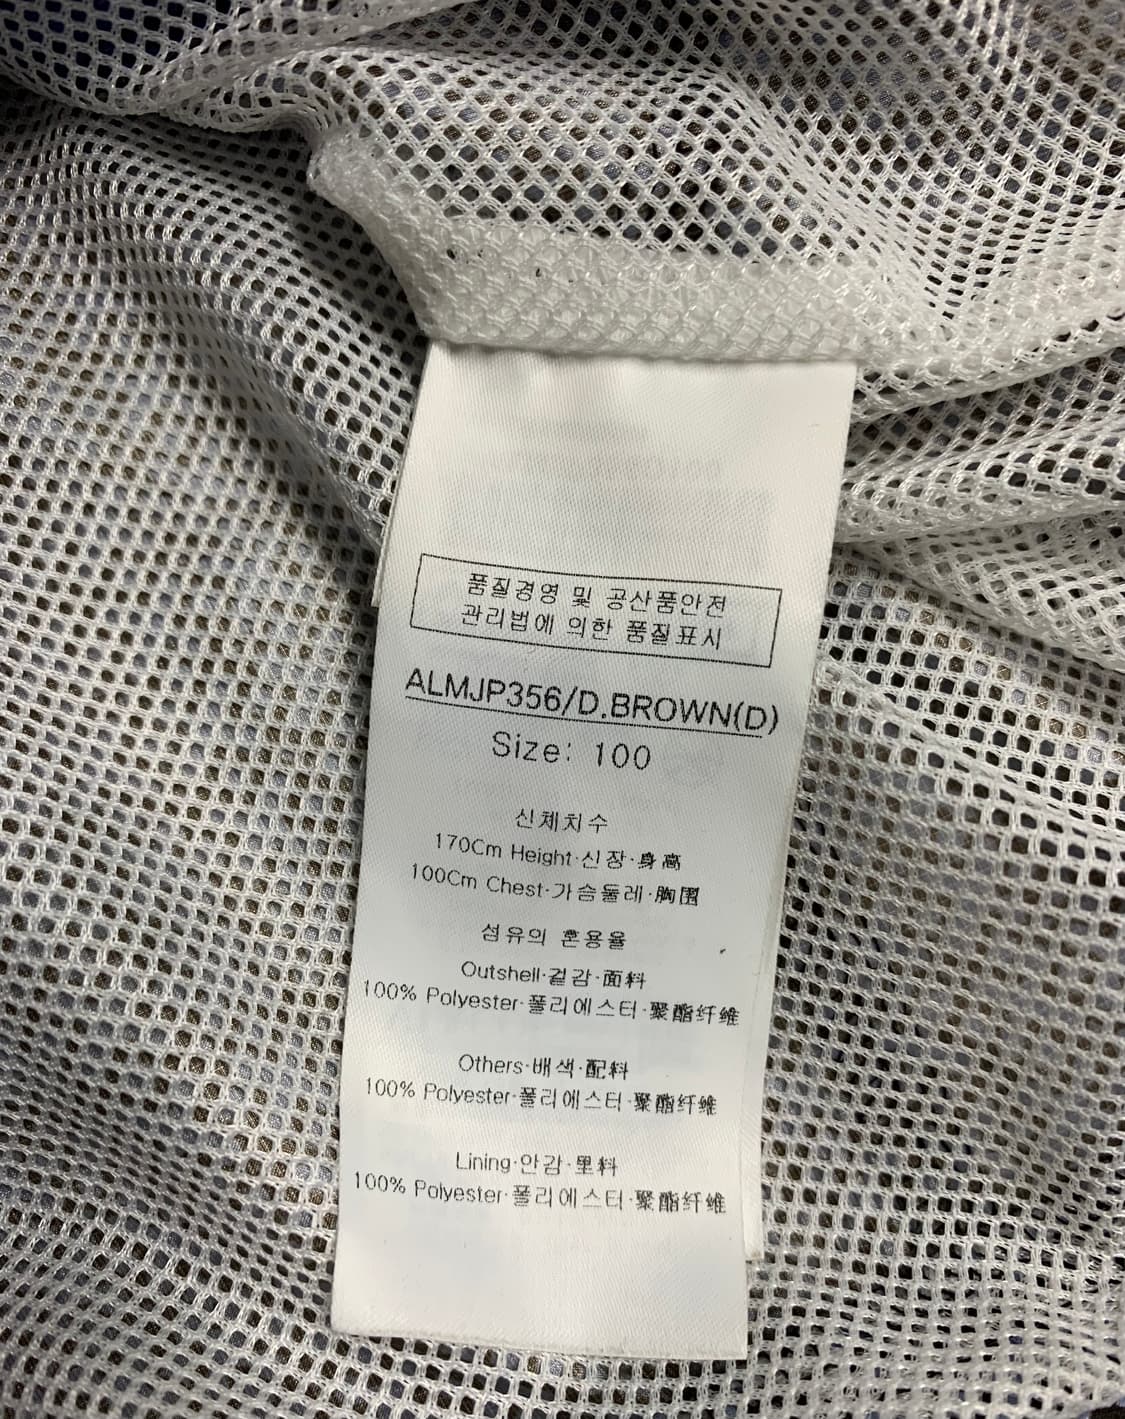 품질경영 및 공산품안전
관리법에 의한 품질표시
ALMJP356/D.BROWN(D)
Size: 100
신체치수
170Cm Height·신장·身高
100Cm Chest·가슴둘레·胸围
섬유의 혼용율
Outshell·겉감·面料
100% Polyester·폴리에스터·聚酯纤维
Others·배색·配料
100% Polyester·폴리에스터·聚酯纤维
Lining·안감·里料
100% Polyester·폴리에스터·聚酯纤维